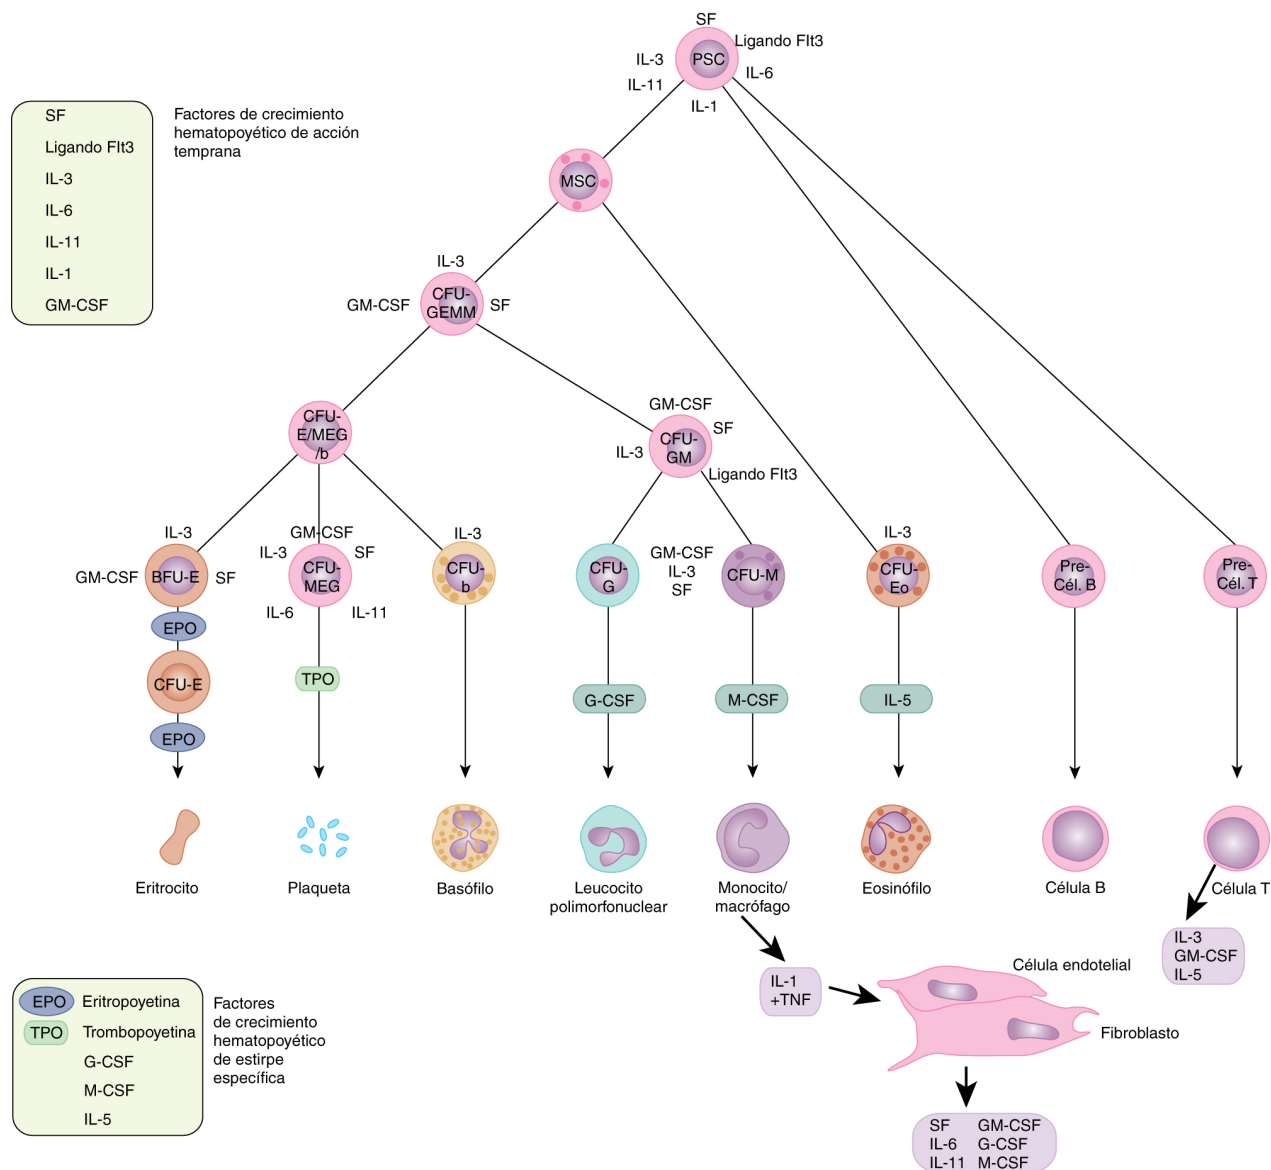 SF
Ligando Flt3
IL-3
PSC
IL-6
IL-11
IL-1
SF
Ligando Flt3
IL-3
IL-6
IL-11
IL-1
GM-CSF
Factores de crecimiento
hematopoyético de acción
temprana
MSC
IL-3
GM-CSF
CFU-
GEMM
SF
CFU-
E/MEG
/b
GM-CSF
SF
IL-3
CFU-
GM
Ligando Flt3
IL-3
GM-CSF
BFU-E
SF
GM-CSF
IL-3
SF
CFU-
MEG
IL-6
IL-11
IL-3
CFU-
b
CFU-
G
GM-CSF
IL-3
SF
CFU-M
IL-3
CFU-
Eo
Pre-
Cél. B
Pre-
Cél. T
EPO
CFU-E
EPO
TPO
G-CSF
M-CSF
IL-5
Eritrocito
Plaqueta
Basófilo
Leucocito
polimorfonuclear
Monocito/
macrófago
Eosinófilo
Célula B
Célula T
IL-3
GM-CSF
IL-5
IL-1
+TNF
Célula endotelial
Fibroblasto
SF GM-CSF
IL-6 G-CSF
IL-11 M-CSF
EPO Eritropoyetina
TPO Trombopoyetina
G-CSF
M-CSF
IL-5
Factores
de crecimiento
hematopoyético
de estirpe
específica